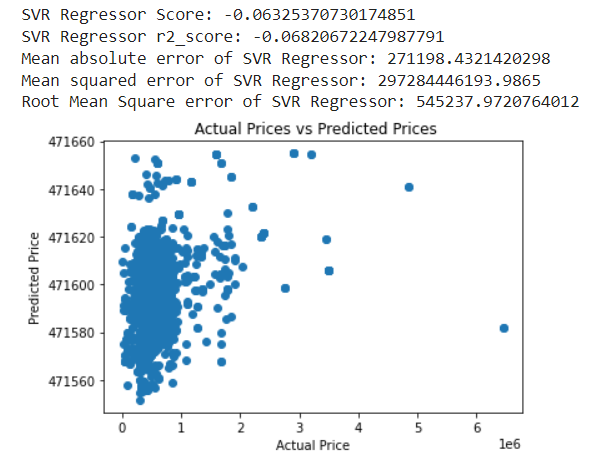 SVR Regressor Score: -0.06325370730174851
SVR Regressor r2_score: -0.06820672247987791
Mean absolute error of SVR Regressor: 271198.4321420298
Mean squared error of SVR Regressor: 297284446193.9865
Root Mean Square error of SVR Regressor: 545237.9720764012
Actual Prices vs Predicted Prices
471660
471640
471620
471600
471580
471560
Predicted Price
0 1 2 3 4 5 6
1e6
Actual Price